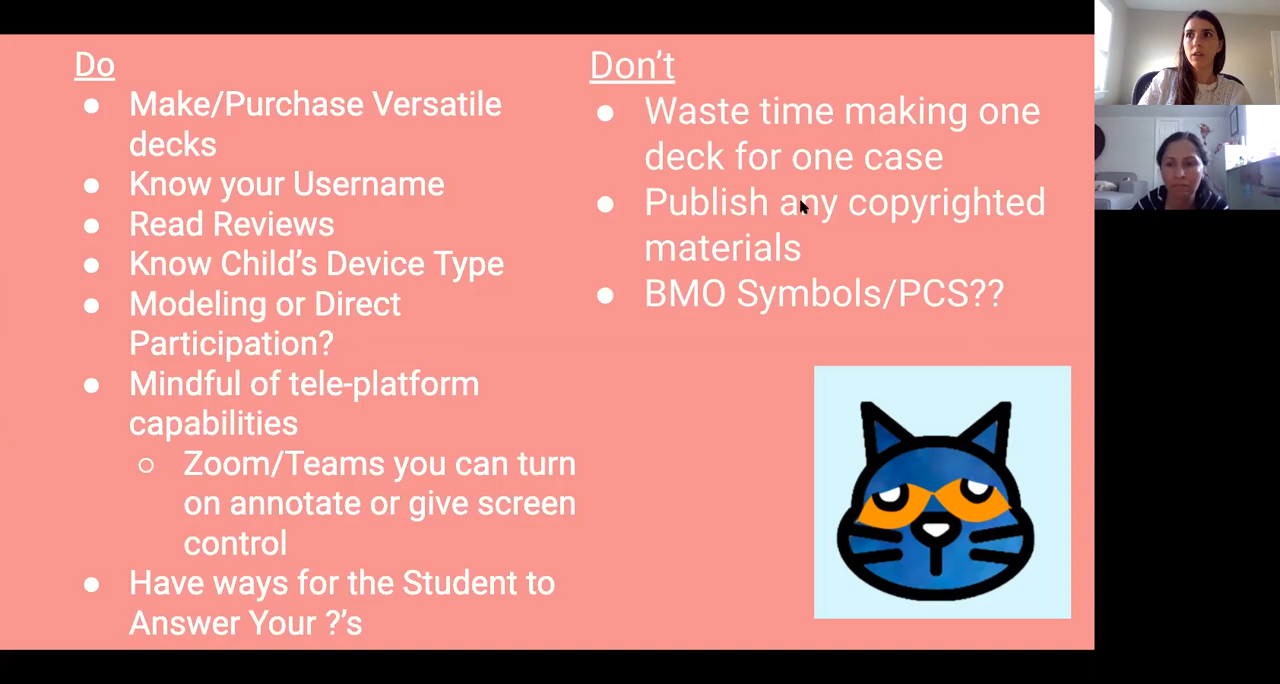 Do
● Make/Purchase Versatile
decks
● Know your Username
● Read Reviews
● Know Child's Device Type
● Modeling or Direct
Participation?
● Mindful of tele-platform
capabilities
○ Zoom/Teams you can turn
on annotate or give screen
control
● Have ways for the Student to
Answer Your ?'s
Don't
● Waste time making one
deck for one case
● Publish any copyrighted
materials
● BMO Symbols/PCS??